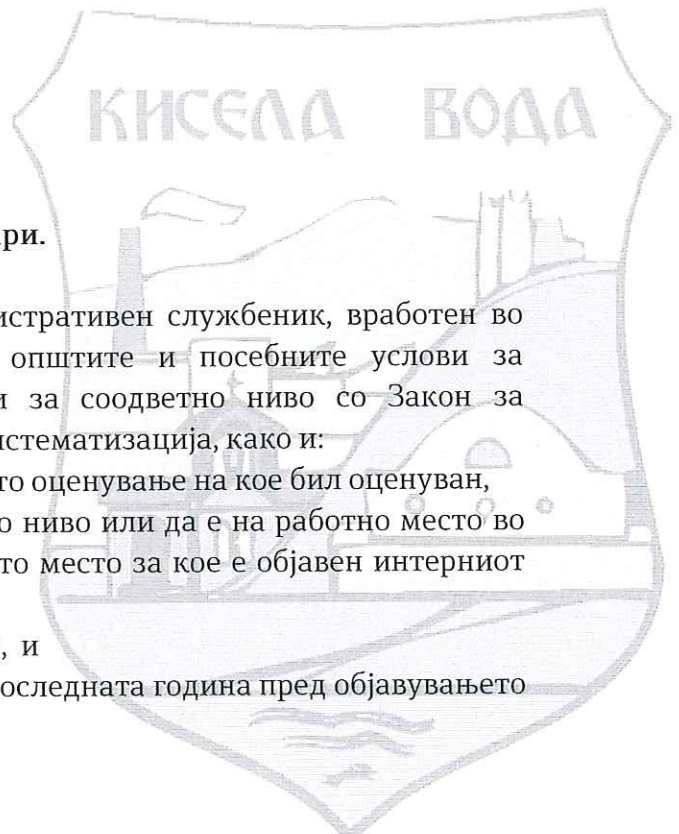 КИСЕЛА ВОДА
ари.
истративен службеник, вработен во
општите и посебните услови за
и за соодветно ниво со Закон за
истематизација, како и:
то оценување на кое бил оценуван,
о ниво или да е на работно место во
то место за кое е објавен интерниот
, и
последната година пред објавувањето